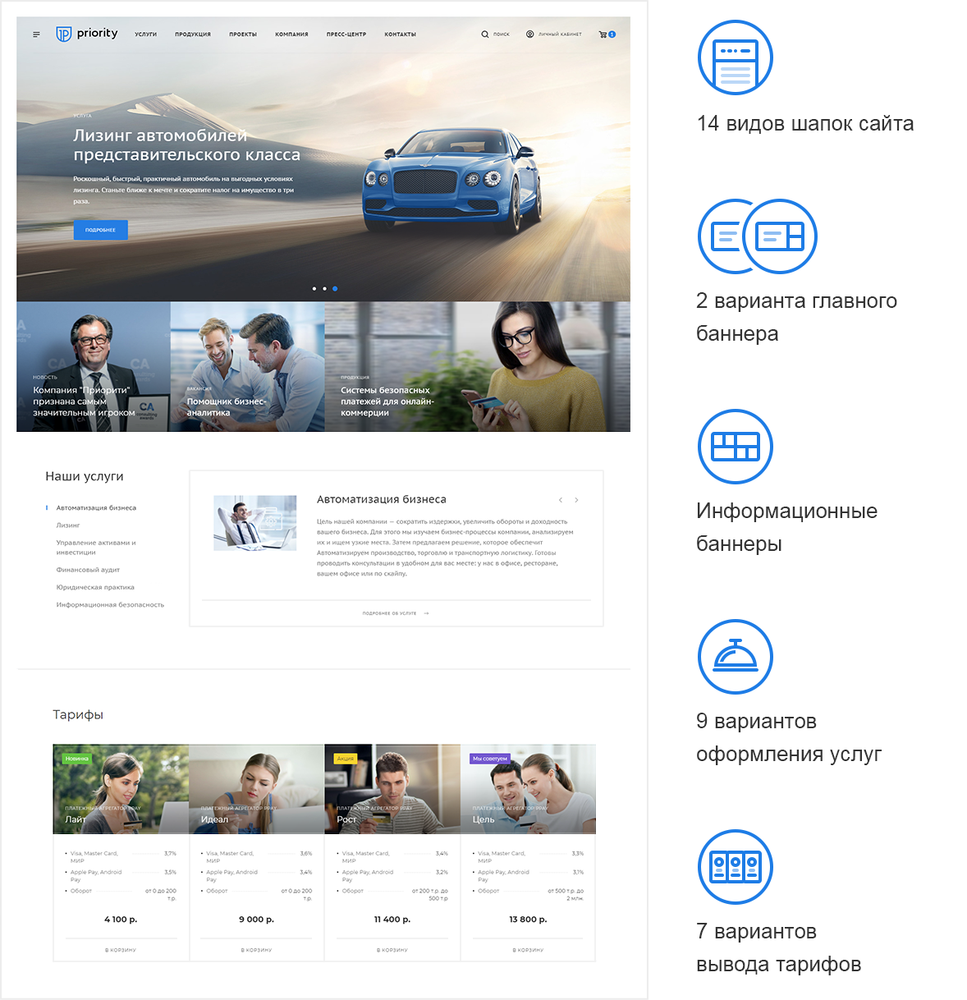 priority
УСЛУГИ ПРОДУКЦИЯ ПРОЕКТЫ КОМПАНИЯ ПРЕСС-ЦЕНТР КОНТАКТЫ
ПОИСК ЛИЧНЫЙ КАБИНЕТ 1
УСЛУГА
Лизинг автомобилей
представительского класса
Роскошный, быстрый, практичный автомобиль на выгодных условиях
лизинга. Станьте ближе к мечте и сократите налог на имущество в три
раза.
ПОДРОБНЕЕ
НОВОСТЬ
Компания "Приорити"
признана самым
значительным игроком
CA
consulting
awards
ВАКАНСИЯ
Помощник бизнес-
аналитика
ПРОДУКЦИЯ
Системы безопасных
платежей для онлайн-
коммерции
Наши услуги
Автоматизация бизнеса
Лизинг
Управление активами и
инвестиции
Финансовый аудит
Юридическая практика
Информационная безопасность
Автоматизация бизнеса
Цель нашей компании — сократить издержки, увеличить обороты и доходность
вашего бизнеса. Для этого мы изучаем бизнес-процессы компании, анализируем
их и ищем узкие места. Затем предлагаем решение, которое обеспечит
Автоматизируем производство, торговлю и транспортную логистику. Готовы
проводить консультации в удобном для вас месте: у нас в офисе, ресторане,
вашем офисе или по скайпу.
ПОДРОБНЕЕ ОБ УСЛУГЕ →
Тарифы
Новинка
ПЛАТЕЖНЫЙ АГРЕГАТОР PPAY
Лайт
Visa, Master Card, 3,7%
МИР
Apple Pay, Android 3,5%
Pay
Оборот от 0 до 200
т.р.
4 100 р.
В КОРЗИНУ
ПЛАТЕЖНЫЙ АГРЕГАТОР PPAY
Идеал
Visa, Master Card, 3,6%
МИР
Apple Pay, Android 3,4%
Pay
Оборот от 0 до 200
т.р.
9 000 р.
В КОРЗИНУ
Акция
ПЛАТЕЖНЫЙ АГРЕГАТОР PPAY
Рост
Visa, Master Card, 3,4%
МИР
Apple Pay, Android 3,2%
Pay
Оборот от 200 т.р. до
500 т.р
11 400 р.
В КОРЗИНУ
Мы советуем
ПЛАТЕЖНЫЙ АГРЕГАТОР PPAY
Цель
Visa, Master Card, 3,3%
МИР
Apple Pay, Android 3,1%
Pay
Оборот от 500 т.р. до
2 млн.
13 800 р.
В КОРЗИНУ
14 видов шапок сайта
2 варианта главного
баннера
Информационные
баннеры
9 вариантов
оформления услуг
7 вариантов
вывода тарифов